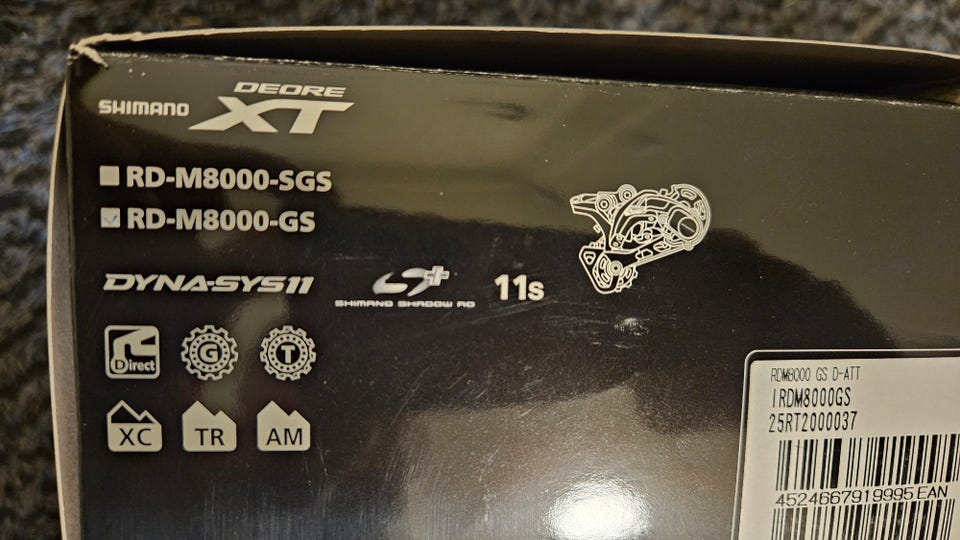 SHIMANO DEORE XT
RD-M8000-SGS
RD-M8000-GS
DYNA-SYS11
SHIMANO SHADOW RD
11s
Direct
G
T
XC
TR
AM
RDM8000 GS D-ATT
IRDM8000GS
25RT2000037
4524667919995 EAN